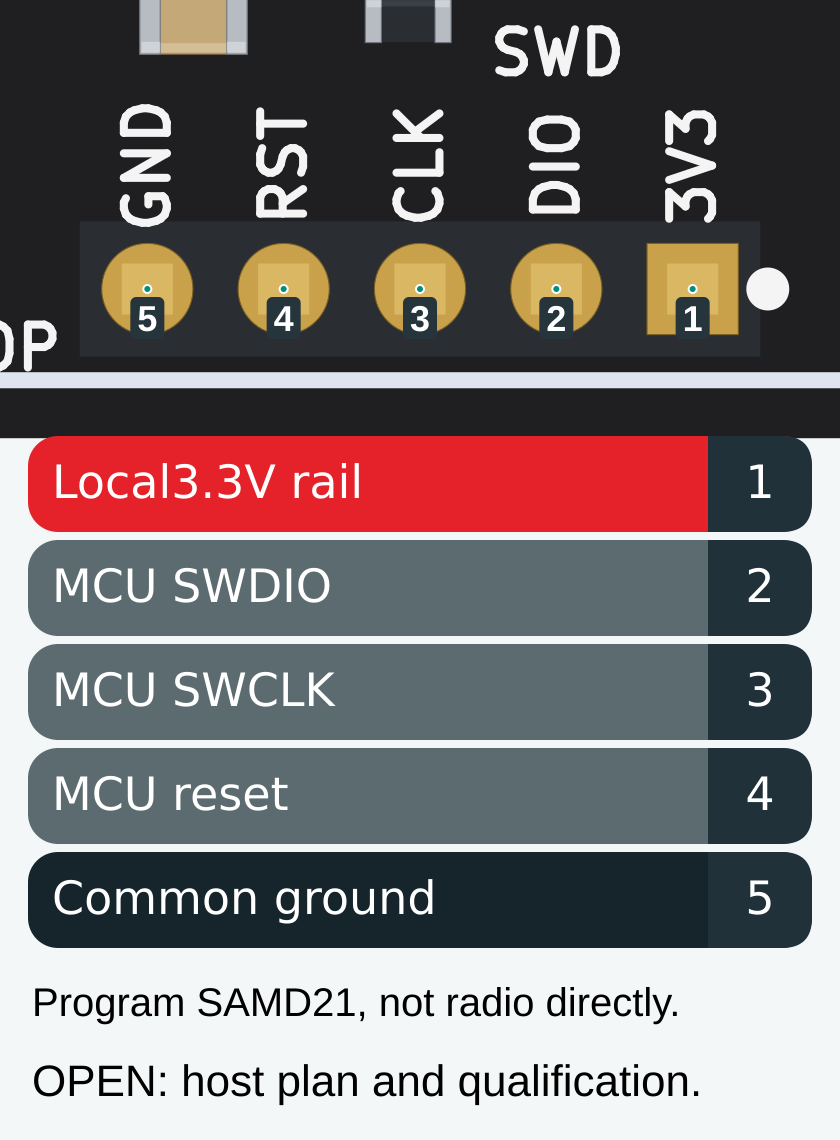 SWD
GND RST CLK DIO 3V3
5 4 3 2 1
OP
Local3.3V rail 1
MCU SWDIO 2
MCU SWCLK 3
MCU reset 4
Common ground 5
Program SAMD21, not radio directly.
OPEN: host plan and qualification.